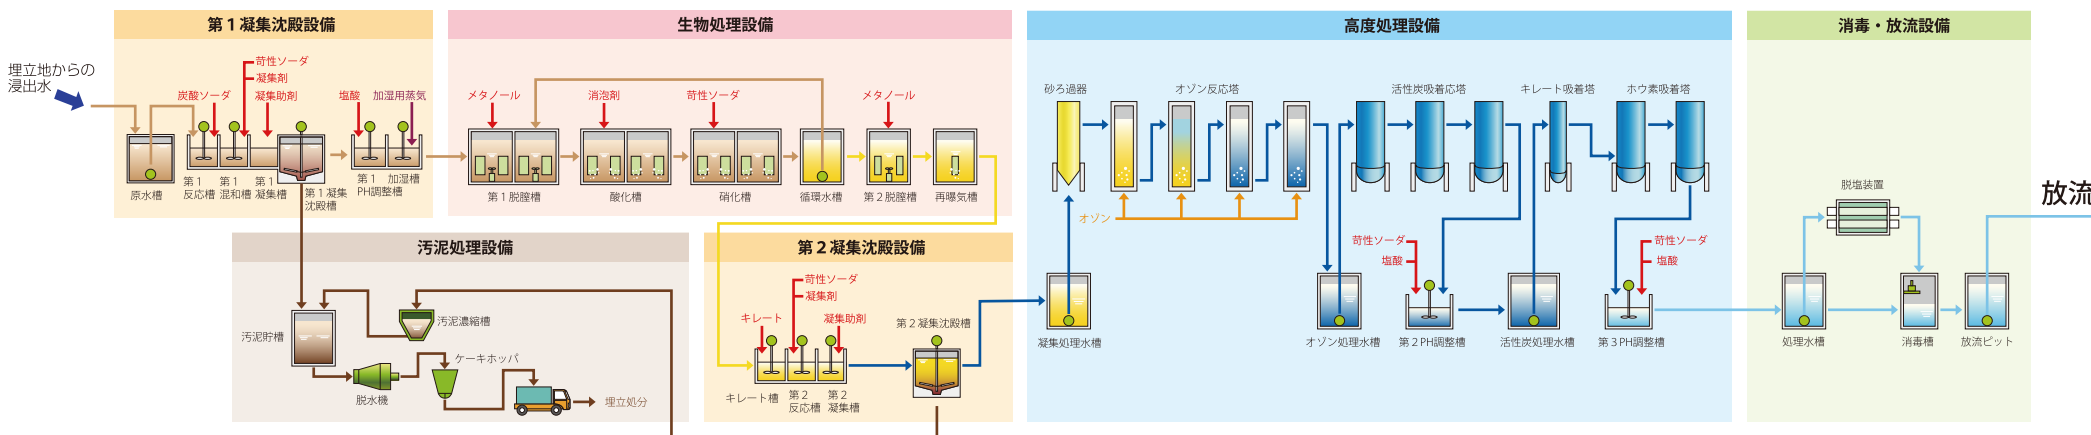 第１凝集沈殿設備
埋立地からの
浸出水
炭酸ソーダ
苛性ソーダ
凝集剤
凝集助剤
塩酸
加湿用蒸気
原水槽
第１
反応槽
第１
混和槽
第１
凝集槽
第１凝集
沈殿槽
第１
PH調整槽
加湿槽
生物処理設備
メタノール
消泡剤
苛性ソーダ
メタノール
第１脱膣槽
酸化槽
硝化槽
循環水槽
第２脱膣槽
再曝気槽
汚泥処理設備
汚泥貯槽
汚泥濃縮槽
脱水機
ケーキホッパ
埋立処分
第２凝集沈殿設備
キレート
苛性ソーダ
凝集剤
凝集助剤
第２凝集沈殿槽
キレート槽
第２
反応槽
第２
凝集槽
高度処理設備
砂ろ過器
オゾン反応塔
活性炭吸着応塔
キレート吸着塔
ホウ素吸着塔
オゾン
苛性ソーダ
塩酸
苛性ソーダ
塩酸
凝集処理水槽
オゾン処理水槽
第２PH調整槽
活性炭処理水槽
第３PH調整槽
消毒・放流設備
脱塩装置
処理水槽
消毒槽
放流ピット
放流